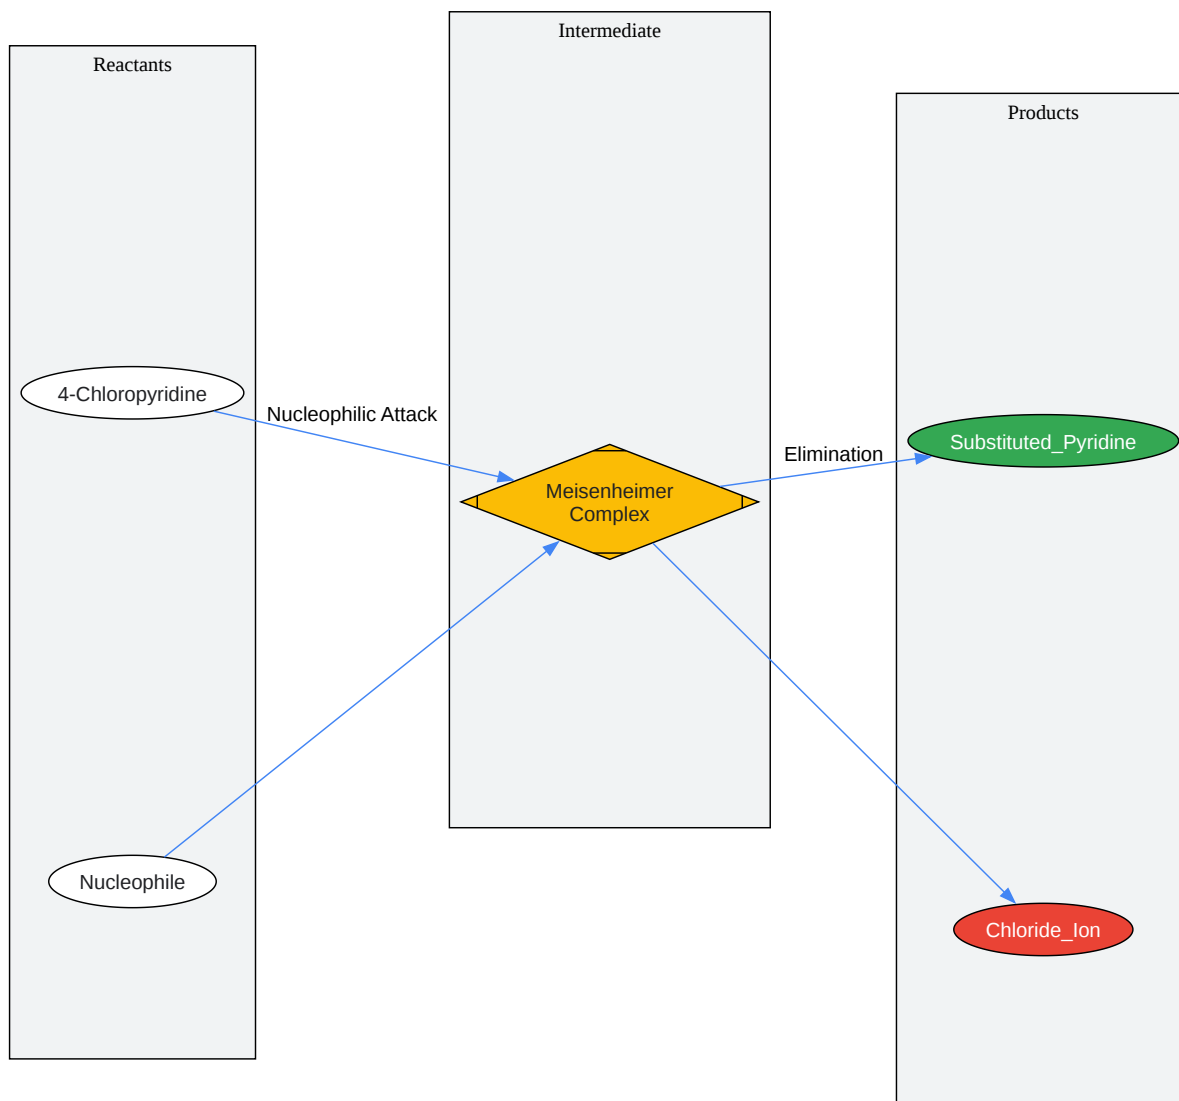 Intermediate
Reactants
Products
4-Chloropyridine
Nucleophilic Attack
Substituted_Pyridine
Elimination
Meisenheimer
Complex
Nucleophile
Chloride_Ion